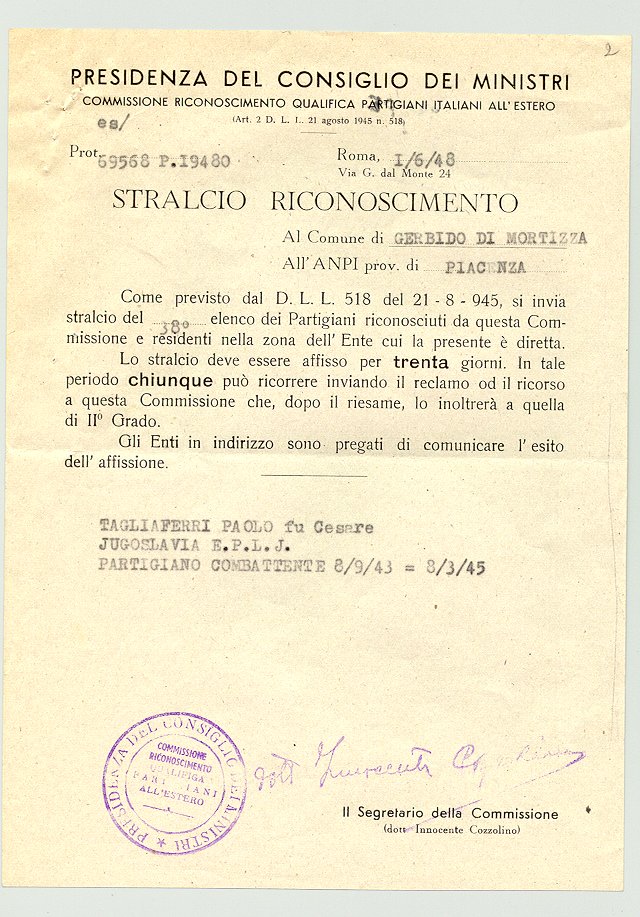 2
PRESIDENZA DEL CONSIGLIO DEI MINISTRI
COMMISSIONE RICONOSCIMENTO QUALIFICA PARTIGIANI ITALIANI ALL'ESTERO
(Art. 2 D. L. L. 21 agosto 1945 n. 518)
es/
Prot. 69568 P.19480
Roma, 1/6/48
Via G. dal Monte 24
STRALCIO RICONOSCIMENTO
Al Comune di GERBIDO DI MORTIZZA
All'ANPI prov. di PIACENZA
Come previsto dal D. L. L. 518 del 21 - 8 - 945, si invia
stralcio del 38º elenco dei Partigiani riconosciuti da questa Com-
missione e residenti nella zona dell' Ente cui la presente è diretta.
Lo stralcio deve essere affisso per trenta giorni. In tale
periodo chiunque può ricorrere inviando il reclamo od il ricorso
a questa Commissione che, dopo il riesame, lo inoltrerà a quella
di IIº Grado.
Gli Enti in indirizzo sono pregati di comunicare l' esito
dell' affissione.
TAGLIAFERRI PAOLO fu Cesare
JUGOSLAVIA E.P.L.J.
PARTIGIANO COMBATTENTE 8/9/43 = 8/3/45
PRESIDENZA DEL CONSIGLIO DEI MINISTRI
COMMISSIONE
RICONOSCIMENTO
QUALIFICA
PARTIGIANI
ALL'ESTERO
dott Innocente Cozzolino
Il Segretario della Commissione
(dott. Innocente Cozzolino)